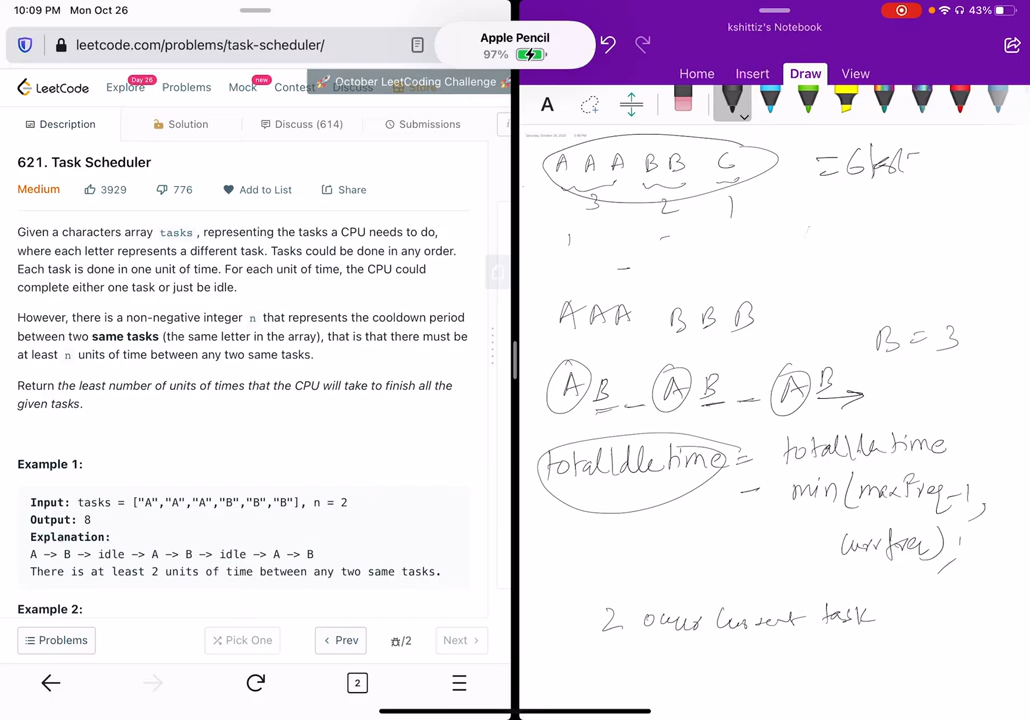 10:09 PM Mon Oct 26
leetcode.com/problems/task-scheduler/
LeetCode
Explore
Day 26
Problems
Mock
new
Contest
October LeetCoding Challenge
Discuss
Store
Description
Solution
Discuss (614)
Submissions
621. Task Scheduler
Medium
3929
776
Add to List
Share
Given a characters array tasks, representing the tasks a CPU needs to do,
where each letter represents a different task. Tasks could be done in any order.
Each task is done in one unit of time. For each unit of time, the CPU could
complete either one task or just be idle.
However, there is a non-negative integer n that represents the cooldown period
between two same tasks (the same letter in the array), that is that there must be
at least n units of time between any two same tasks.
Return the least number of units of times that the CPU will take to finish all the
given tasks.
Example 1:
Input: tasks = ["A","A","A","B","B","B"], n = 2
Output: 8
Explanation:
A -> B -> idle -> A -> B -> idle -> A -> B
There is at least 2 units of time between any two same tasks.
Example 2:
Problems
Pick One
Prev
/2
Next
2
Apple Pencil
97%
43%
kshittiz's Notebook
Home
Insert
Draw
View
A
A A A B B C
3 2 1
A A A B B B
B = 3
A B _ A B _ A B
totalIdletime = totalIdletime
- min(maxFreq-1,
currfreq);
2 occur current task